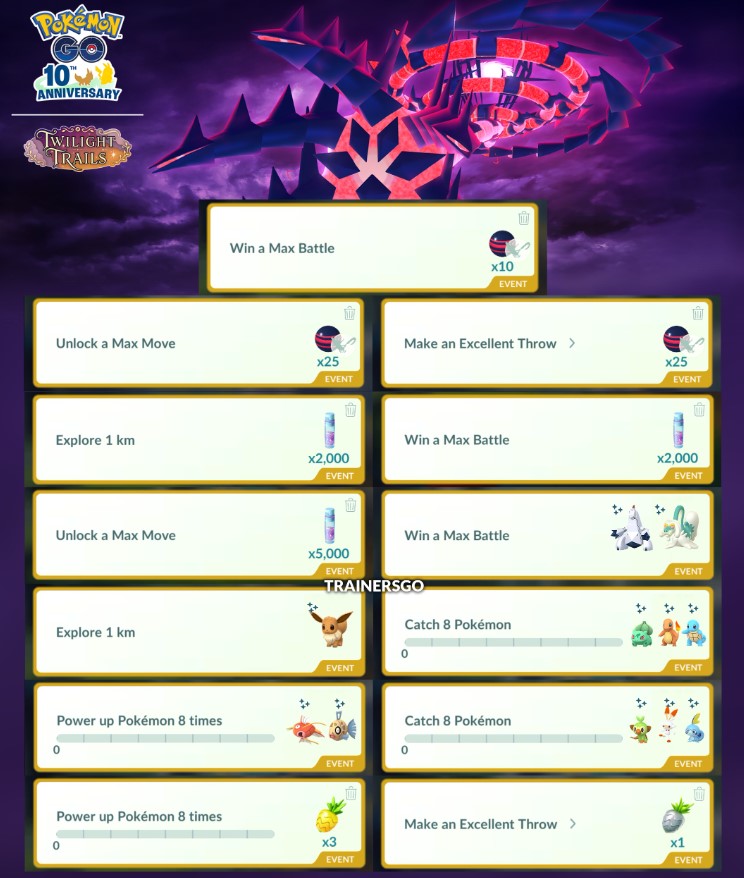 Pokémon
GO
10TH
ANNIVERSARY
TWILIGHT
TRAILS
Win a Max Battle
x10
EVENT
Unlock a Max Move
x25
EVENT
Make an Excellent Throw >
x25
EVENT
Explore 1 km
x2,000
EVENT
Win a Max Battle
x2,000
EVENT
Unlock a Max Move
x5,000
EVENT
Win a Max Battle
EVENT
TRAINERSGO
Explore 1 km
EVENT
Catch 8 Pokémon
0
EVENT
Power up Pokémon 8 times
0
EVENT
Catch 8 Pokémon
0
EVENT
Power up Pokémon 8 times
0
x3
EVENT
Make an Excellent Throw >
x1
EVENT